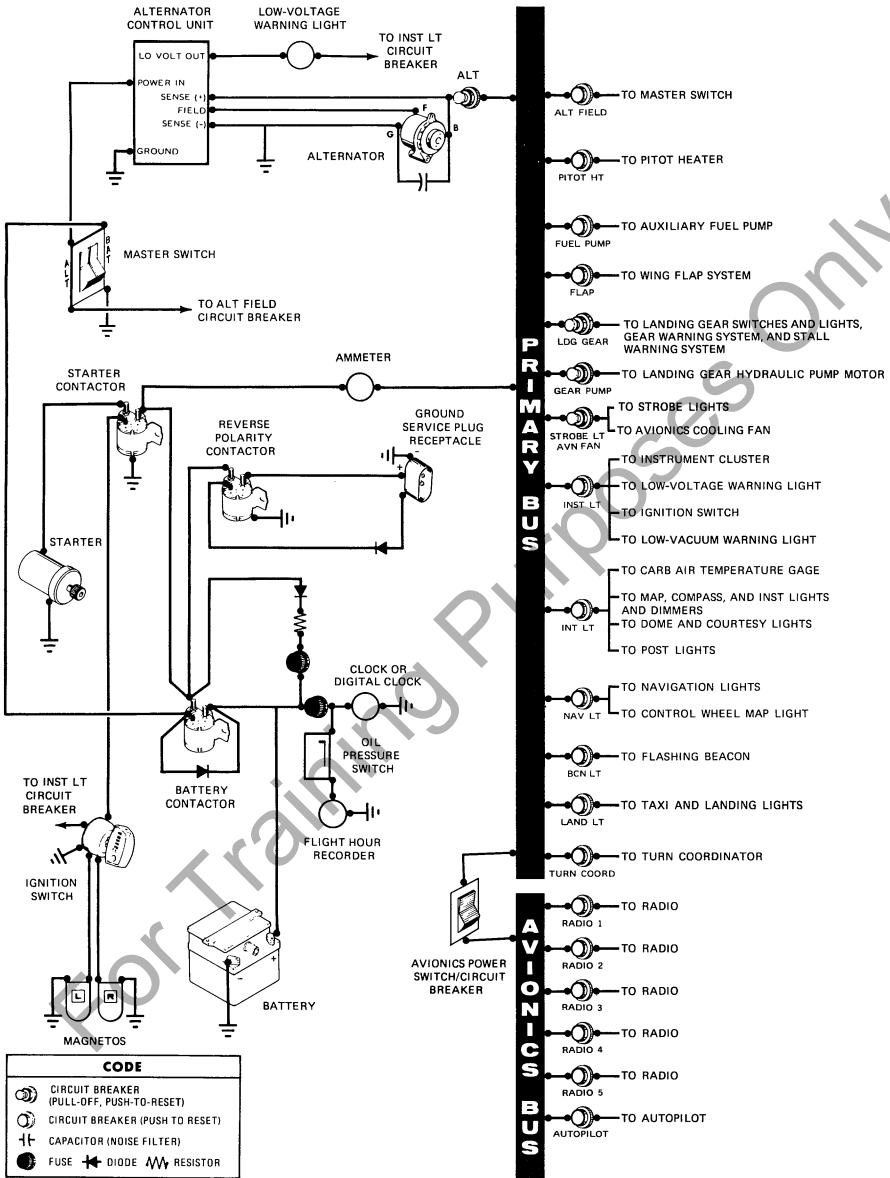 ALTERNATOR
CONTROL UNIT
LOW-VOLTAGE
WARNING LIGHT
LO VOLT OUT
TO INST LT
CIRCUIT
BREAKER
POWER IN
SENSE (+)
FIELD
SENSE (-)
GROUND
ALT
F
G
B
ALTERNATOR
ALT
BAT
MASTER SWITCH
TO ALT FIELD
CIRCUIT BREAKER
STARTER
CONTACTOR
AMMETER
REVERSE
POLARITY
CONTACTOR
GROUND
SERVICE PLUG
RECEPTACLE
-
+
STARTER
CLOCK OR
DIGITAL CLOCK
OIL
PRESSURE
SWITCH
BATTERY
CONTACTOR
FLIGHT HOUR
RECORDER
TO INST LT
CIRCUIT
BREAKER
IGNITION
SWITCH
L
R
MAGNETOS
-
+
BATTERY
PRIMARY BUS
ALT FIELD
TO MASTER SWITCH
PITOT HT
TO PITOT HEATER
FUEL PUMP
TO AUXILIARY FUEL PUMP
FLAP
TO WING FLAP SYSTEM
LDG GEAR
TO LANDING GEAR SWITCHES AND LIGHTS,
GEAR WARNING SYSTEM, AND STALL
WARNING SYSTEM
GEAR PUMP
TO LANDING GEAR HYDRAULIC PUMP MOTOR
STROBE LT
AVN FAN
TO STROBE LIGHTS
TO AVIONICS COOLING FAN
INST LT
TO INSTRUMENT CLUSTER
TO LOW-VOLTAGE WARNING LIGHT
TO IGNITION SWITCH
TO LOW-VACUUM WARNING LIGHT
INT LT
TO CARB AIR TEMPERATURE GAGE
TO MAP, COMPASS, AND INST LIGHTS
AND DIMMERS
TO DOME AND COURTESY LIGHTS
TO POST LIGHTS
NAV LT
TO NAVIGATION LIGHTS
TO CONTROL WHEEL MAP LIGHT
BCN LT
TO FLASHING BEACON
LAND LT
TO TAXI AND LANDING LIGHTS
TURN COORD
TO TURN COORDINATOR
AVIONICS POWER
SWITCH/CIRCUIT
BREAKER
AVIONICS BUS
RADIO 1
TO RADIO
RADIO 2
TO RADIO
RADIO 3
TO RADIO
RADIO 4
TO RADIO
RADIO 5
TO RADIO
AUTOPILOT
TO AUTOPILOT
CODE
CIRCUIT BREAKER
(PULL-OFF, PUSH-TO-RESET)
CIRCUIT BREAKER (PUSH TO RESET)
CAPACITOR (NOISE FILTER)
FUSE DIODE RESISTOR
For Training Purposes Only